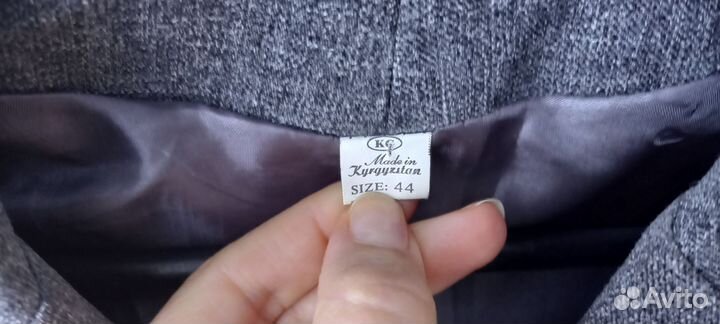 KG
Made in
Kyrgyzstan
SIZE: 44
Avito